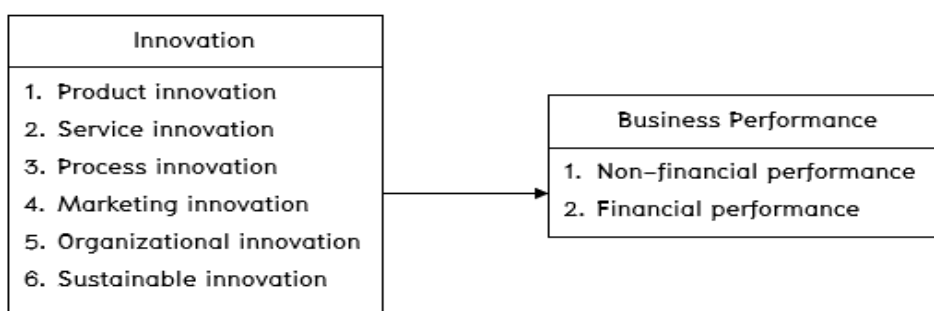 Innovation
1. Product innovation
2. Service innovation
3. Process innovation
4. Marketing innovation
5. Organizational innovation
6. Sustainable innovation
Business Performance
1. Non-financial performance
2. Financial performance